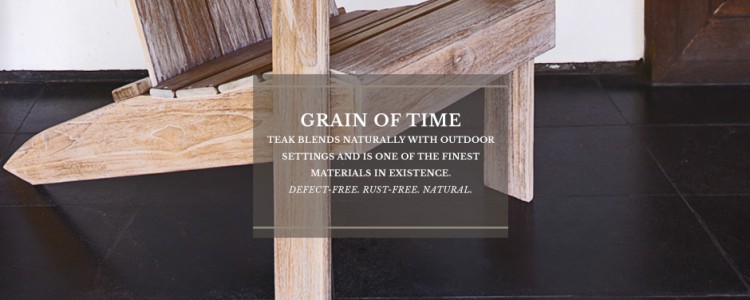 GRAIN OF TIME
TEAK BLENDS NATURALLY WITH OUTDOOR
SETTINGS AND IS ONE OF THE FINEST
MATERIALS IN EXISTENCE.
DEFECT-FREE. RUST-FREE. NATURAL.